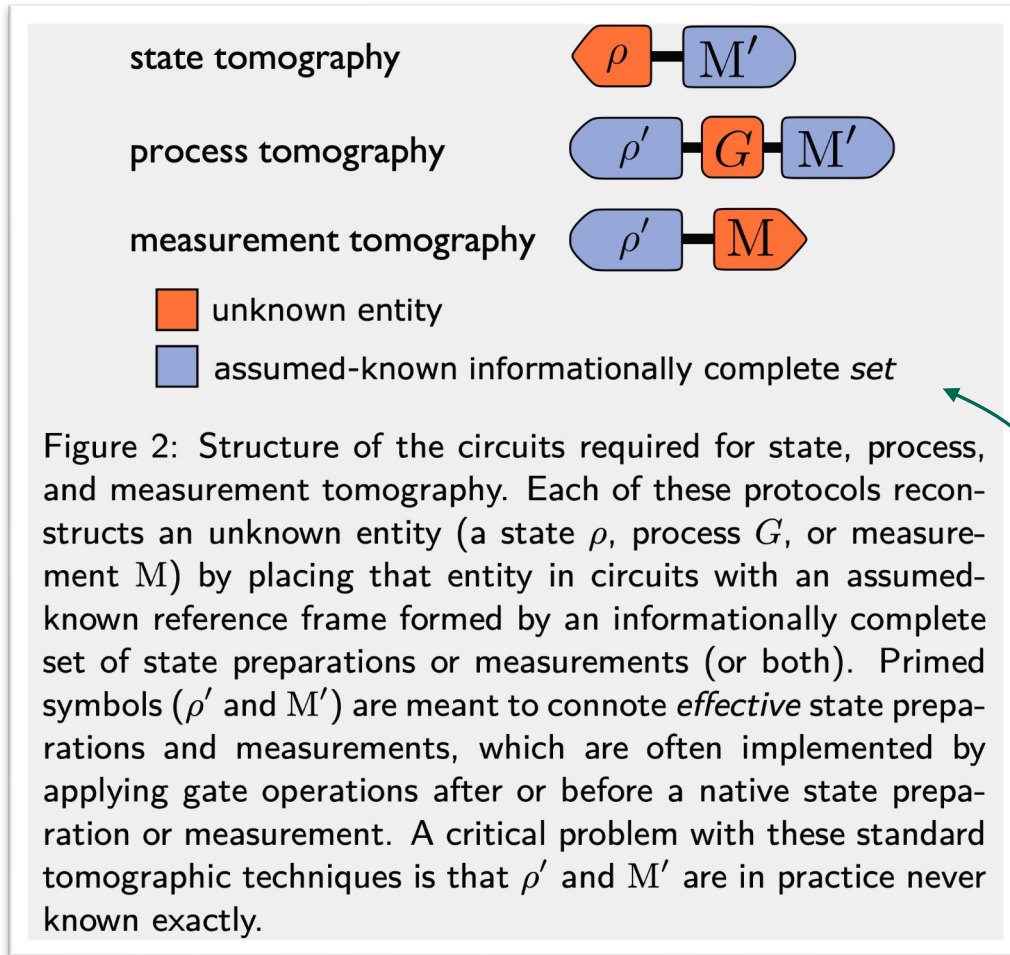 state tomography ρ M′
process tomography ρ′ G M′
measurement tomography ρ′ M
unknown entity
assumed-known informationally complete set
Figure 2: Structure of the circuits required for state, process,
and measurement tomography. Each of these protocols recon-
structs an unknown entity (a state ρ, process G, or measure-
ment M) by placing that entity in circuits with an assumed-
known reference frame formed by an informationally complete
set of state preparations or measurements (or both). Primed
symbols (ρ′ and M′) are meant to connote effective state prepa-
rations and measurements, which are often implemented by
applying gate operations after or before a native state prepa-
ration or measurement. A critical problem with these standard
tomographic techniques is that ρ′ and M′ are in practice never
known exactly.